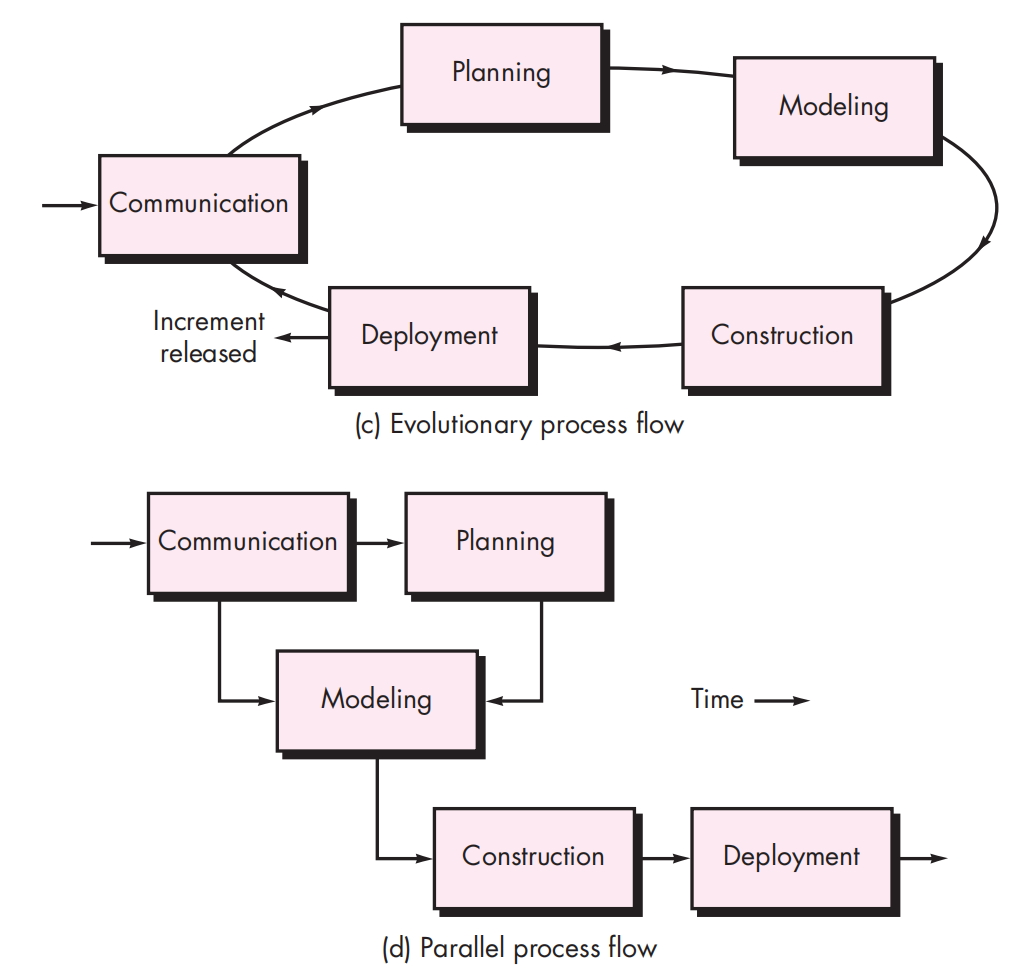 Planning
Modeling
Communication
Increment
released
Deployment
Construction
(c) Evolutionary process flow
Communication
Planning
Modeling
Time
Construction
Deployment
(d) Parallel process flow